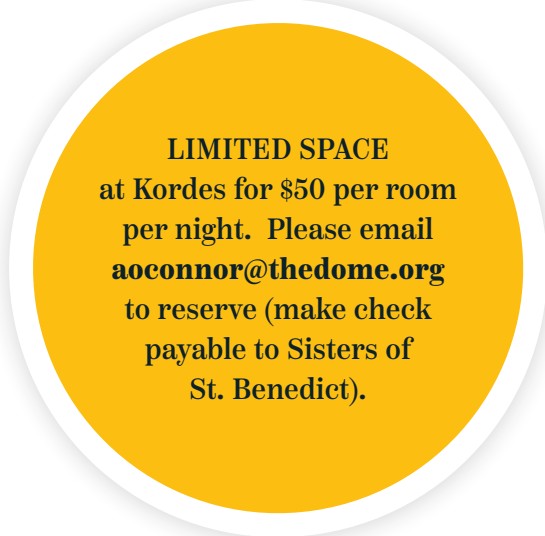 LIMITED SPACE
at Kordes for $50 per room
per night.  Please email
aoconnor@thedome.org
to reserve (make check
payable to Sisters of
St. Benedict).